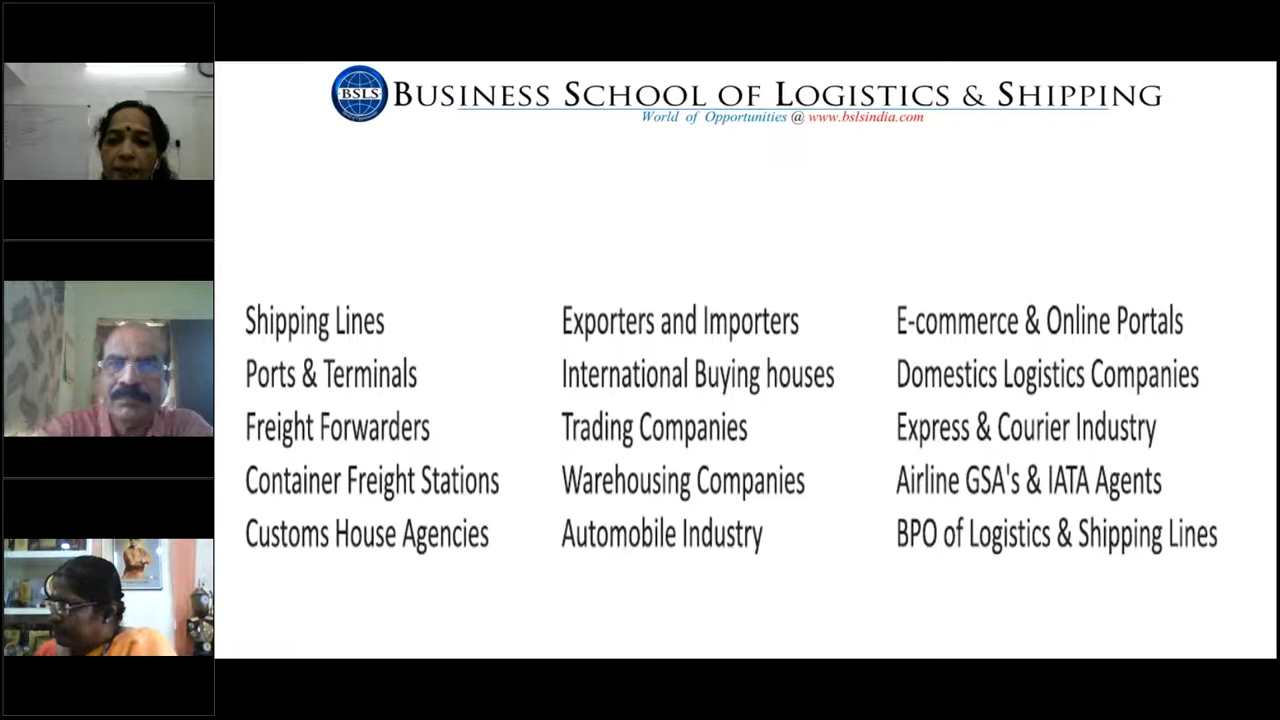 BSLS
BUSINESS SCHOOL OF LOGISTICS & SHIPPING
World of Opportunities @ www.bslsindia.com
Shipping Lines
Ports & Terminals
Freight Forwarders
Container Freight Stations
Customs House Agencies
Exporters and Importers
International Buying houses
Trading Companies
Warehousing Companies
Automobile Industry
E-commerce & Online Portals
Domestics Logistics Companies
Express & Courier Industry
Airline GSA's & IATA Agents
BPO of Logistics & Shipping Lines